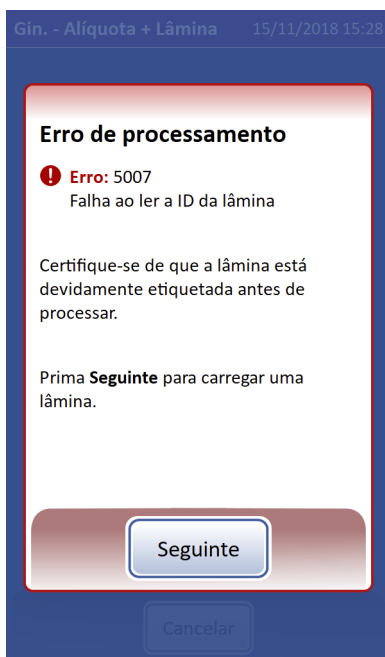 Gin. - Alíquota + Lâmina 15/11/2018 15:28
Erro de processamento
Erro: 5007
Falha ao ler a ID da lâmina
Certifique-se de que a lâmina está
devidamente etiquetada antes de
processar.
Prima Seguinte para carregar uma
lâmina.
Seguinte
Cancelar